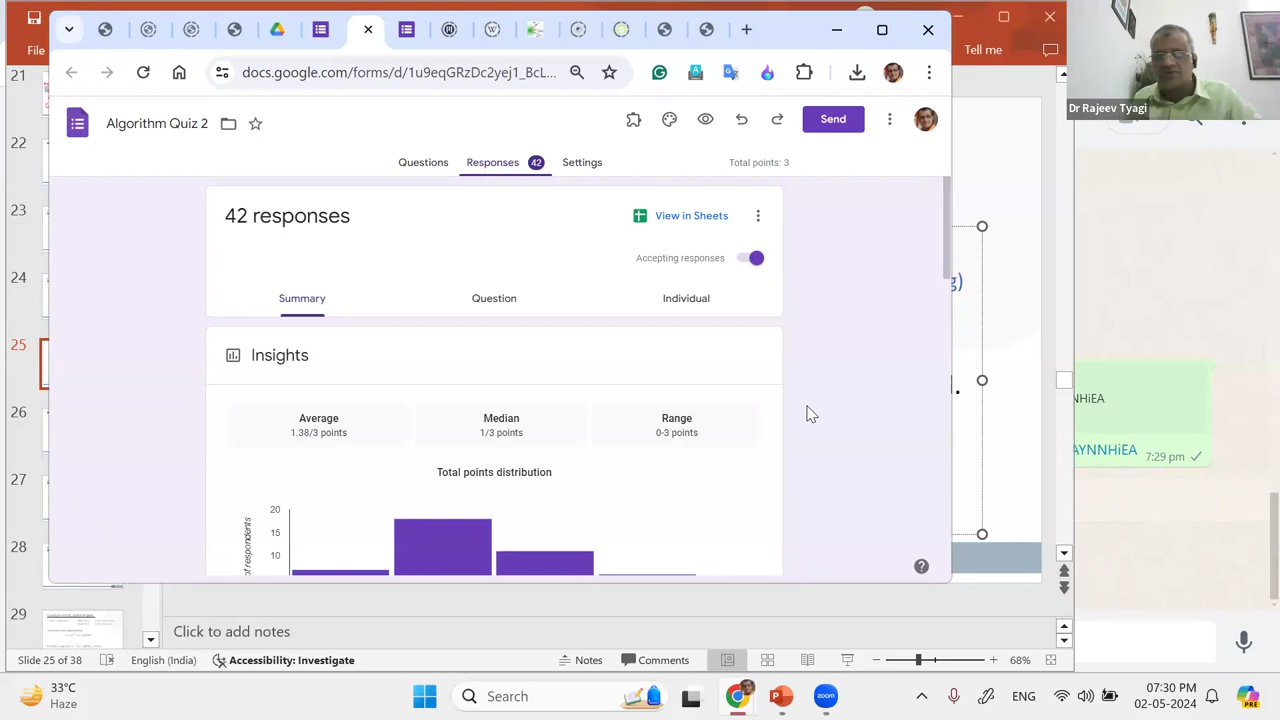 File
Tell me
docs.google.com/forms/d/1u9eqGRzDc2yej1_BcL...
Algorithm Quiz 2
Send
Questions
Responses 42
Settings
Total points: 3
42 responses
View in Sheets
Accepting responses
Summary
Question
Individual
Insights
Average
1.38/3 points
Median
1/3 points
Range
0-3 points
Total points distribution
20
15
10
of respondents
g)
.
21
22
23
24
25
26
27
28
29
Dr Rajeev Tyagi
NHiEA
AYNNHiEA
7:29 pm
Click to add notes
Slide 25 of 38
English (India)
Accessibility: Investigate
Notes
Comments
68%
33°C
Haze
Search
zoom
ENG
07:30 PM
02-05-2024
PRE